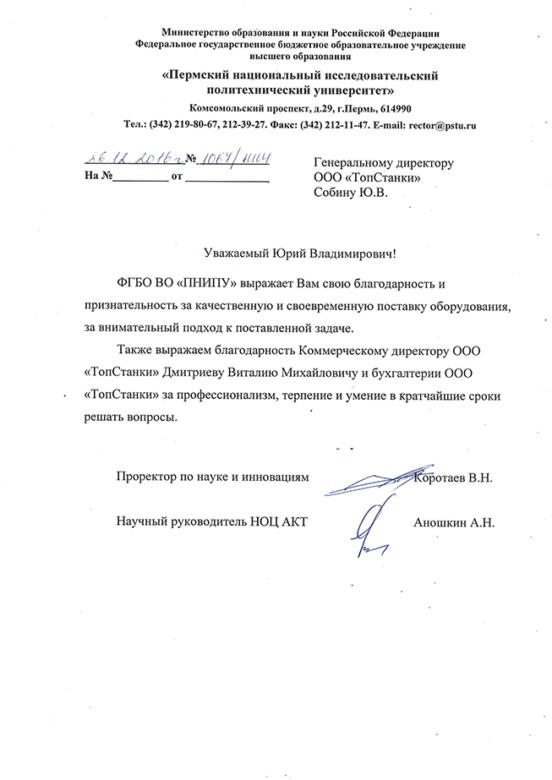 Министерство образования и науки Российской Федерации
Федеральное государственное бюджетное образовательное учреждение
высшего образования
«Пермский национальный исследовательский
политехнический университет»
Комсомольский проспект, д.29, г.Пермь, 614990
Тел.: (342) 219-80-67, 212-39-27. Факс: (342) 212-11-47. E-mail: rector@pstu.ru
26.12.2016 г № 1067/НИЧ
На №__________ от _______________
Генеральному директору
ООО «ТопСтанки»
Собину Ю.В.
Уважаемый Юрий Владимирович!
ФГБО ВО «ПНИПУ» выражает Вам свою благодарность и
признательность за качественную и своевременную поставку оборудования,
за внимательный подход к поставленной задаче.
Также выражаем благодарность Коммерческому директору ООО
«ТопСтанки» Дмитриеву Виталию Михайловичу и бухгалтерии ООО
«ТопСтанки» за профессионализм, терпение и умение в кратчайшие сроки
решать вопросы.
Проректор по науке и инновациям Коротаев В.Н.
Научный руководитель НОЦ АКТ Аношкин А.Н.